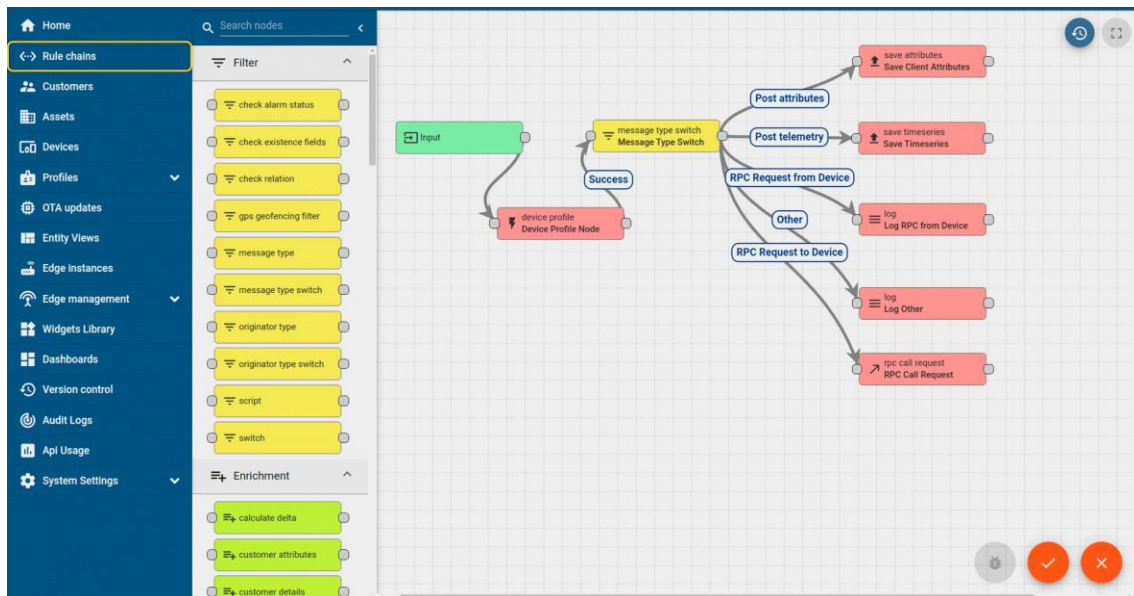 Home
Rule chains
Customers
Assets
Devices
Profiles
OTA updates
Entity Views
Edge instances
Edge management
Widgets Library
Dashboards
Version control
Audit Logs
Api Usage
System Settings
Search nodes
Filter
check alarm status
check existence fields
check relation
gps geofencing filter
message type
message type switch
originator type
originator type switch
script
switch
Enrichment
calculate delta
customer attributes
customer details
Input
device profile
Device Profile Node
Success
message type switch
Message Type Switch
Post attributes
Post telemetry
RPC Request from Device
Other
RPC Request to Device
save attributes
Save Client Attributes
save timeseries
Save Timeseries
log
Log RPC from Device
log
Log Other
rpc call request
RPC Call Request